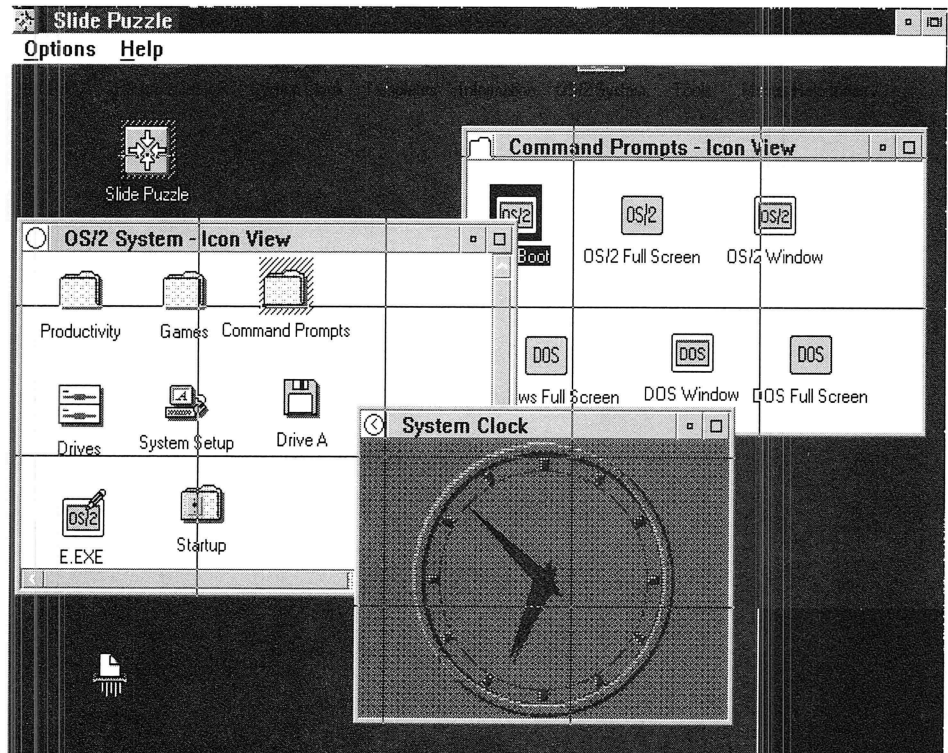 Slide Puzzle
Options Help
Slide Puzzle
Command Prompts - Icon View
OS/2
OS/2
OS/2
Boot
OS/2 Full Screen
OS/2 Window
OS/2 System - Icon View
Productivity
Games
Command Prompts
DOS
DOS
DOS
ws Full Screen
DOS Window
DOS Full Screen
Drives
System Setup
Drive A
System Clock
OS/2
E.EXE
Startup